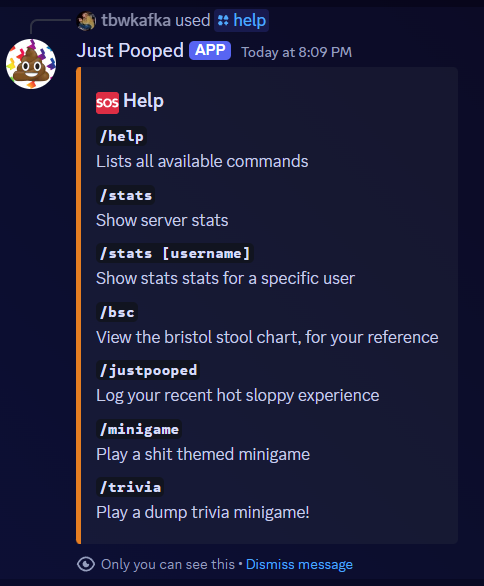 tbwkafka used help
Just Pooped APP Today at 8:09 PM
SOS Help
/help
Lists all available commands
/stats
Show server stats
/stats [username]
Show stats stats for a specific user
/bsc
View the bristol stool chart, for your reference
/justpooped
Log your recent hot sloppy experience
/minigame
Play a shit themed minigame
/trivia
Play a dump trivia minigame!
Only you can see this • Dismiss message